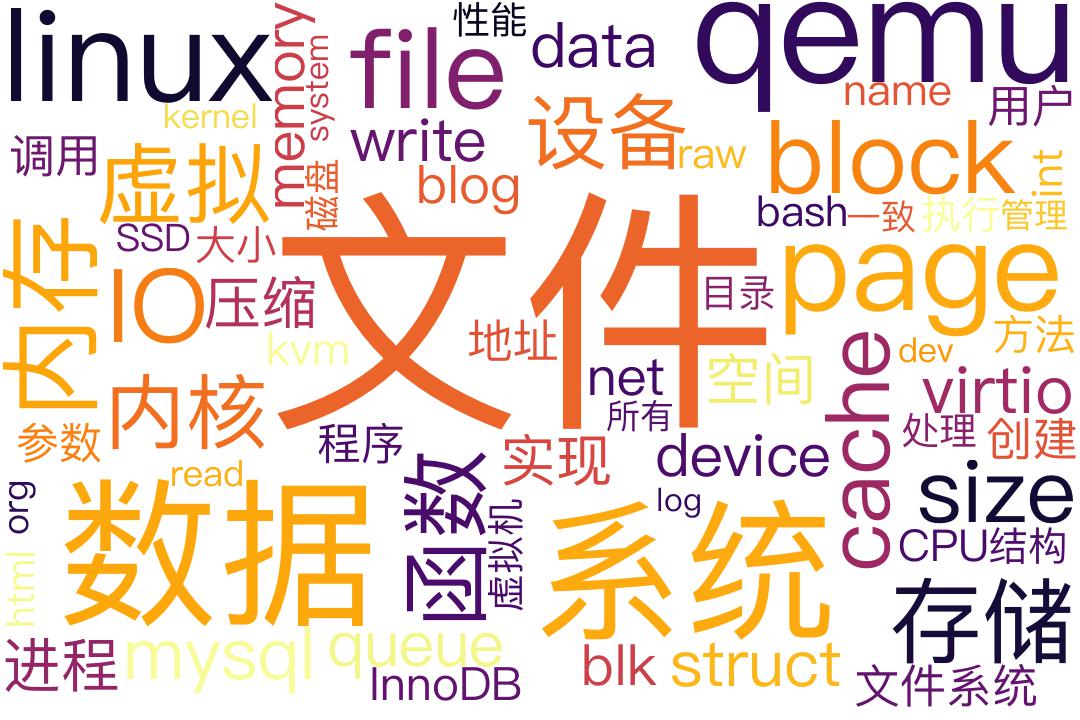 linux
memory
system
file
性能
data
qemu
kernel
name
用户
调用
虚拟
磁盘
write
blog
设备
raw
block
int
内存
SSD
大小
文件
bash
一致
执行
管理
IO
压缩
地址
目录
page
kvm
net
空间
cache
dev
方法
内核
所有
virtio
参数
程序
实现
device
处理
创建
org
read
数据
函数
虚拟机
log
系统
size
CPU
结构
html
存储
进程
mysql
queue
InnoDB
blk
struct
文件系统